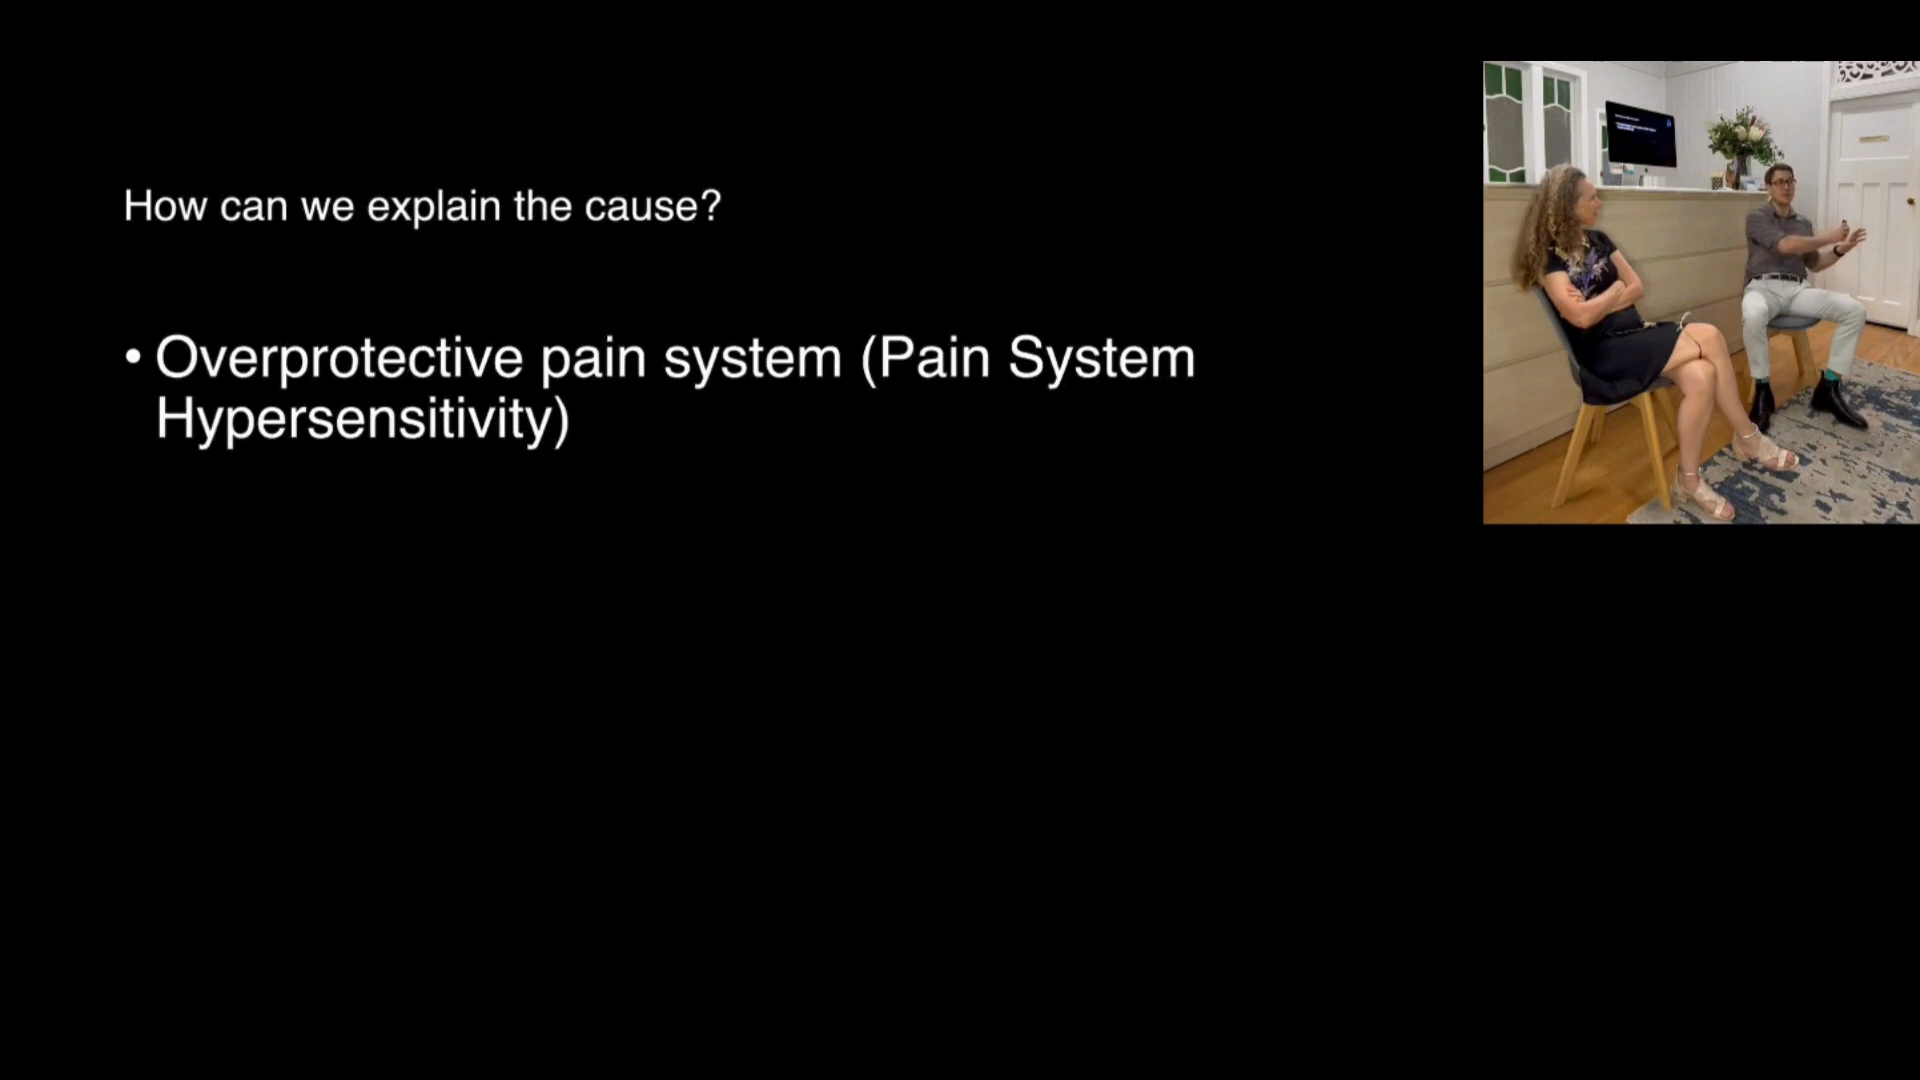 How can we explain the cause?
• Overprotective pain system (Pain System
Hypersensitivity)